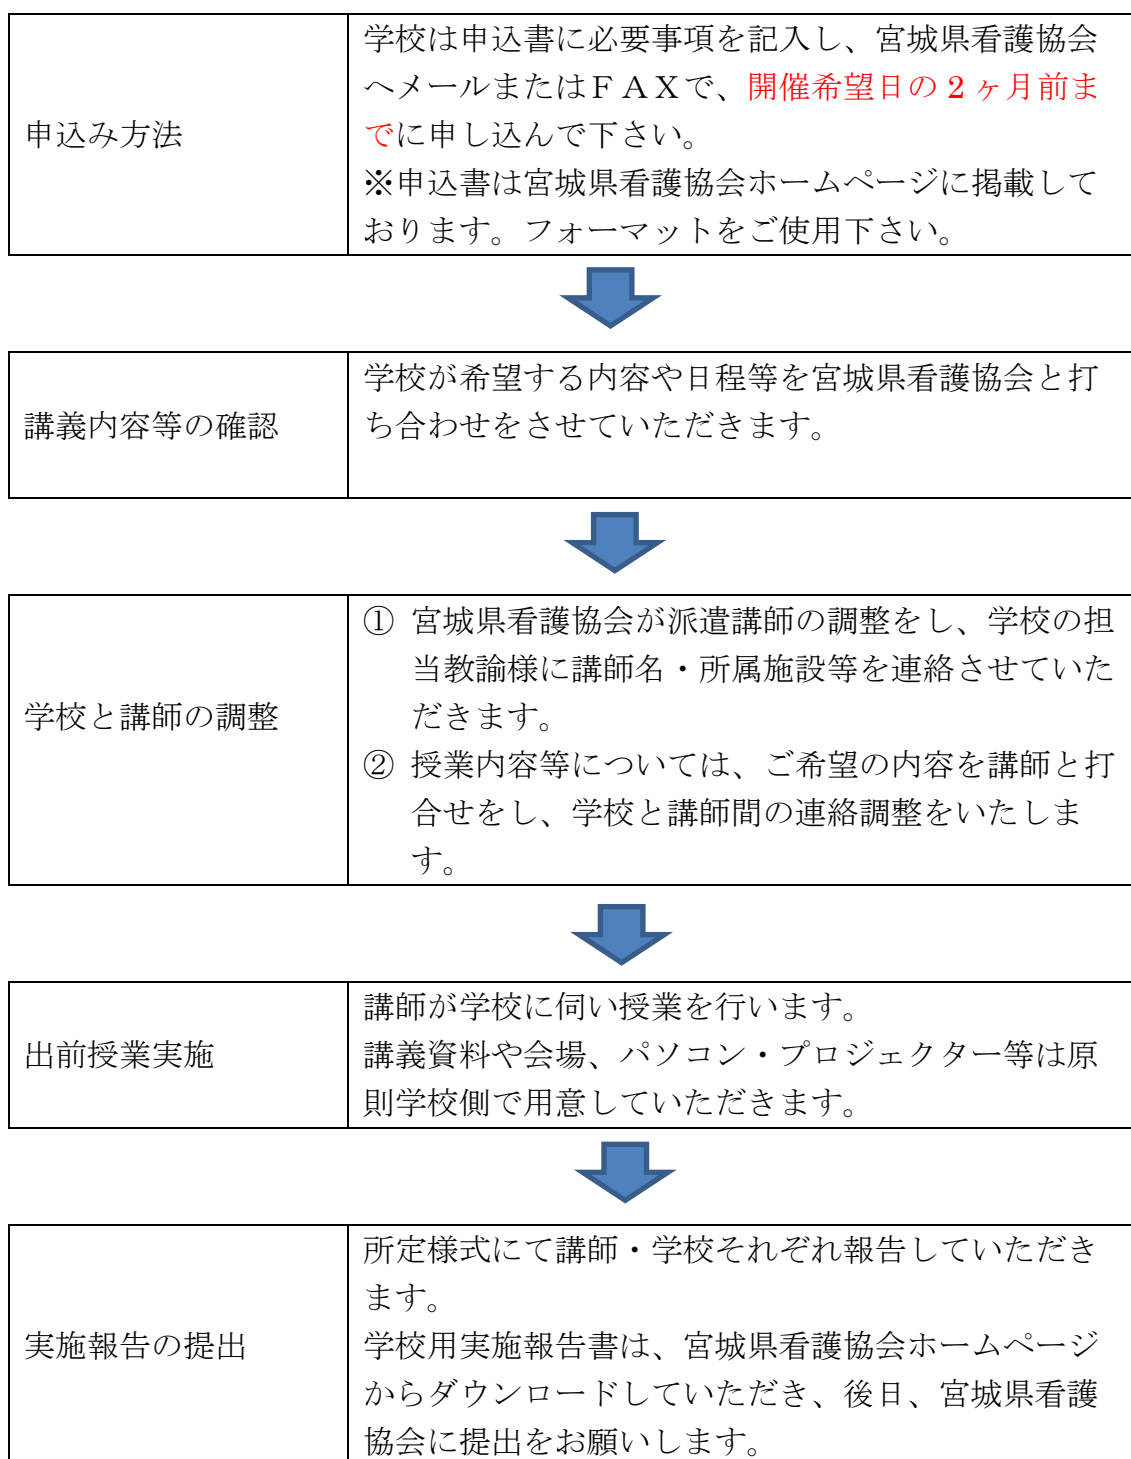 申込み方法
学校は申込書に必要事項を記入し、宮城県看護協会
へメールまたはＦＡＸで、開催希望日の 2 ヶ月前ま
でに申し込んで下さい。
※申込書は宮城県看護協会ホームページに掲載して
おります。フォーマットをご使用下さい。
講義内容等の確認
学校が希望する内容や日程等を宮城県看護協会と打
ち合わせをさせていただきます。
学校と講師の調整
① 宮城県看護協会が派遣講師の調整をし、学校の担
当教諭様に講師名・所属施設等を連絡させていた
だきます。
② 授業内容等については、ご希望の内容を講師と打
合せをし、学校と講師間の連絡調整をいたしま
す。
出前授業実施
講師が学校に伺い授業を行います。
講義資料や会場、パソコン・プロジェクター等は原
則学校側で用意していただきます。
実施報告の提出
所定様式にて講師・学校それぞれ報告していただき
ます。
学校用実施報告書は、宮城県看護協会ホームページ
からダウンロードしていただき、後日、宮城県看護
協会に提出をお願いします。